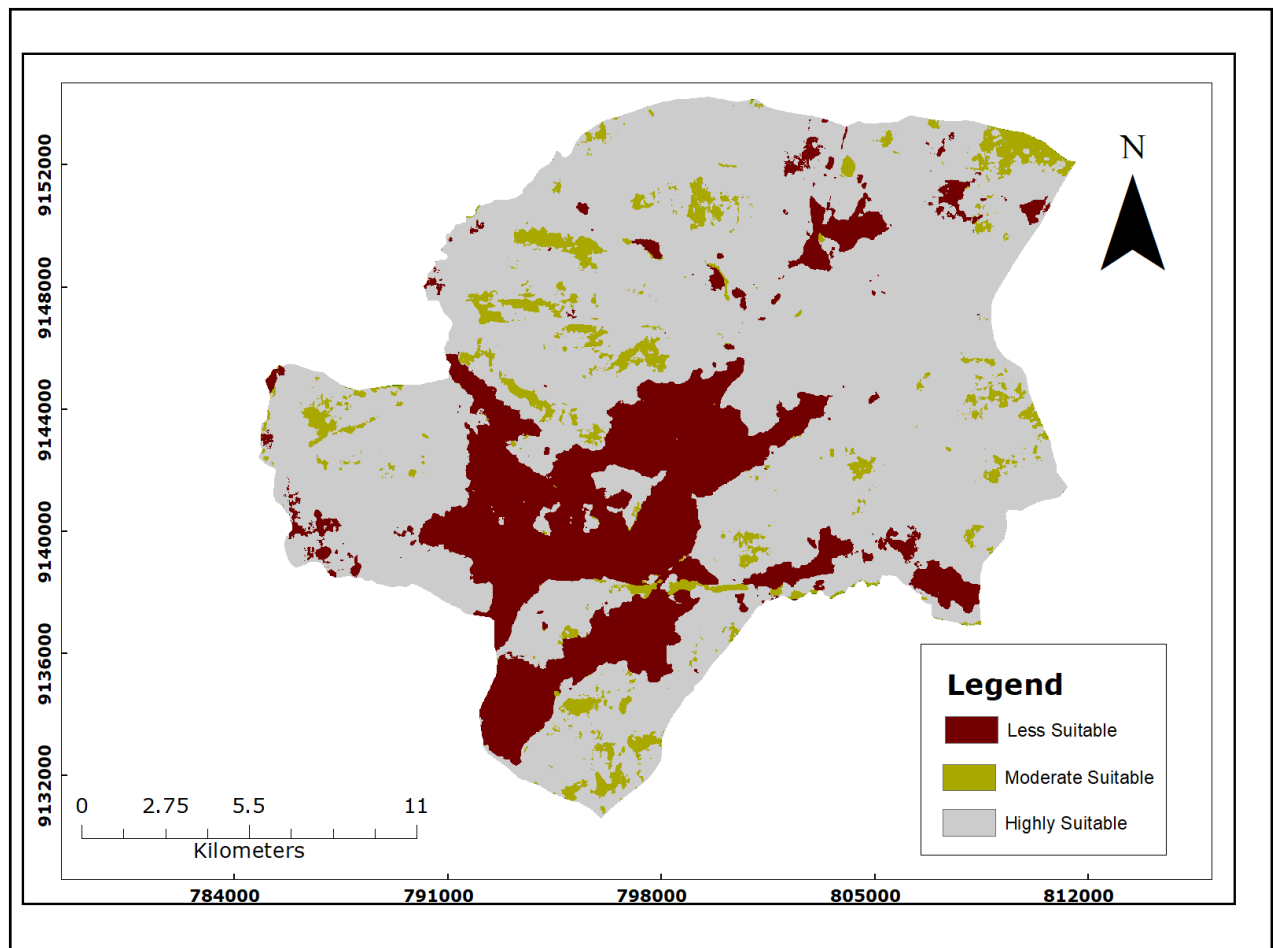 N
9152000
9148000
9144000
9140000
9136000
9132000
Legend
Less Suitable
Moderate Suitable
Highly Suitable
0 2.75 5.5 11
Kilometers
784000 791000 798000 805000 812000